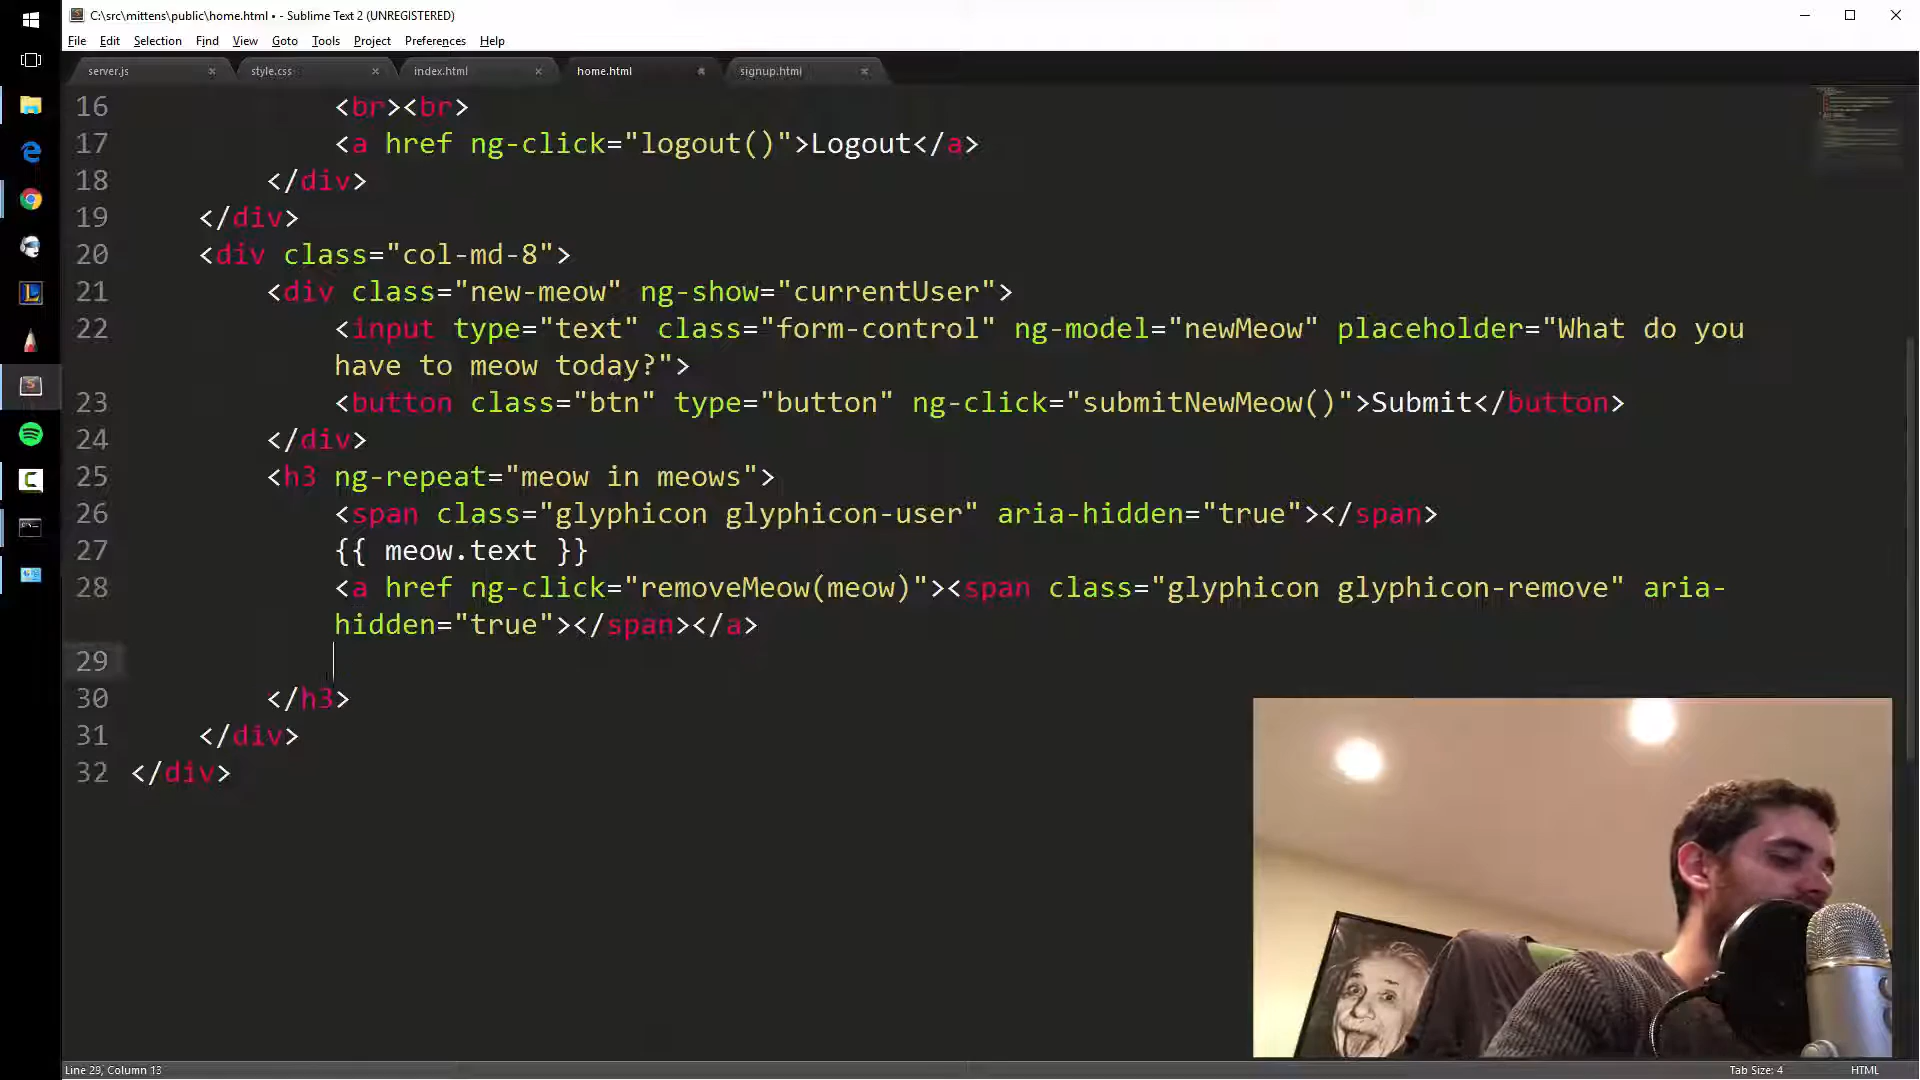 C:\src\mittens\public\home.html • - Sublime Text 2 (UNREGISTERED)
File Edit Selection Find View Goto Tools Project Preferences Help
server.js style.css index.html home.html signup.html
16 <br><br>
17 <a href ng-click="logout()">Logout</a>
18 </div>
19 </div>
20 <div class="col-md-8">
21 <div class="new-meow" ng-show="currentUser">
22 <input type="text" class="form-control" ng-model="newMeow" placeholder="What do you
have to meow today?">
23 <button class="btn" type="button" ng-click="submitNewMeow()">Submit</button>
24 </div>
25 <h3 ng-repeat="meow in meows">
26 <span class="glyphicon glyphicon-user" aria-hidden="true"></span>
27 {{ meow.text }}
28 <a href ng-click="removeMeow(meow)"><span class="glyphicon glyphicon-remove" aria-
hidden="true"></span></a>
29
30 </h3>
31 </div>
32 </div>
Line 29, Column 13 Tab Size: 4 HTML